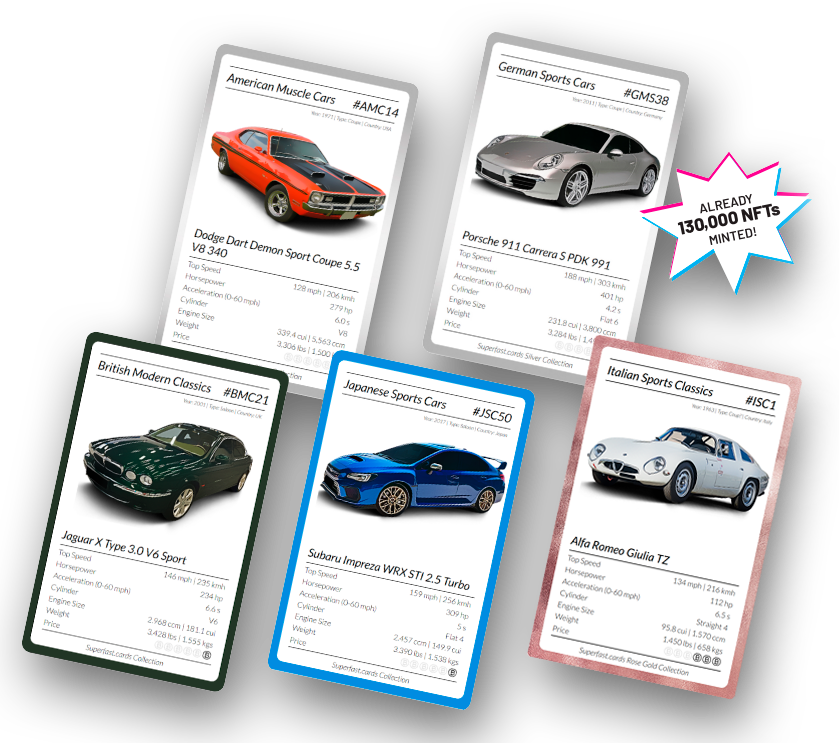 American Muscle Cars #AMC14
Year: 1971 | Type: Coupe | Country: USA
Dodge Dart Demon Sport Coupe 5.5
V8 340
Top Speed 128 mph | 206 kmh
Horsepower 279 hp
Acceleration (0-60 mph) 6.0 s
Cylinder V8
Engine Size 339.4 cui | 5,563 ccm
Weight 3.306 lbs | 1.500
Price
German Sports Cars #GMS38
Year: 2011 | Type: Coupe | Country: Germany
Porsche 911 Carrera S PDK 991
Top Speed 188 mph | 303 kmh
Horsepower 401 hp
Acceleration (0-60 mph) 4.2 s
Cylinder Flat 6
Engine Size 231.8 cui | 3,800 ccm
Weight 3.284 lbs
Price
Superfast.cards Silver Collection
ALREADY
130,000 NFTs
MINTED!
British Modern Classics #BMC21
Year: 2001 | Type: Saloon | Country: UK
Jaguar X Type 3.0 V6 Sport
Top Speed 146 mph | 235 kmh
Horsepower 234 hp
Acceleration (0-60 mph) 6.6 s
Cylinder V6
Engine Size 2.968 ccm | 181.1 cui
Weight 3.428 lbs | 1.555 kgs
Price
Superfast.cards Collection
Japanese Sports Cars #JSC50
Year: 2017 | Type: Saloon | Country: Japan
Subaru Impreza WRX STI 2.5 Turbo
Top Speed 159 mph | 256 kmh
Horsepower 309 hp
Acceleration (0-60 mph) 5 s
Cylinder Flat 4
Engine Size 2.457 ccm | 149.9 cui
Weight 3.390 lbs | 1.538 kgs
Price
Superfast.cards Collection
Italian Sports Classics #ISC1
Year: 1963 | Type: Coupé | Country: Italy
Alfa Romeo Giulia TZ
Top Speed 134 mph | 216 kmh
Horsepower 112 hp
Acceleration (0-60 mph) 6.5 s
Cylinder Straight 4
Engine Size 95.8 cui | 1.570 ccm
Weight 1.450 lbs | 658 kgs
Price
Superfast.cards Rose Gold Collection